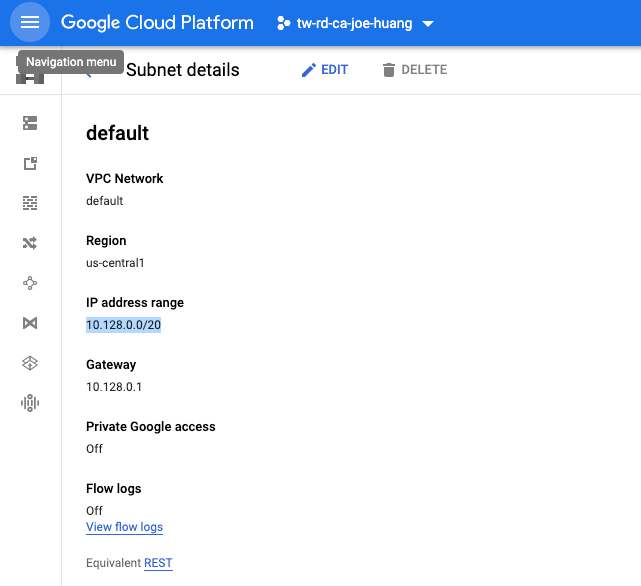 Google Cloud Platform
tw-rd-ca-joe-huang
Navigation menu
Subnet details
EDIT
DELETE
default
VPC Network
default
Region
us-central1
IP address range
10.128.0.0/20
Gateway
10.128.0.1
Private Google access
Off
Flow logs
Off
View flow logs
Equivalent REST